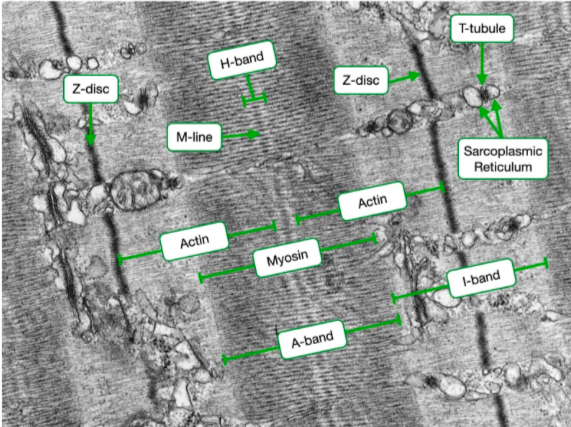 T-tubule
H-band
Z-disc
Z-disc
M-line
Sarcoplasmic
Reticulum
Actin
Actin
Myosin
I-band
A-band